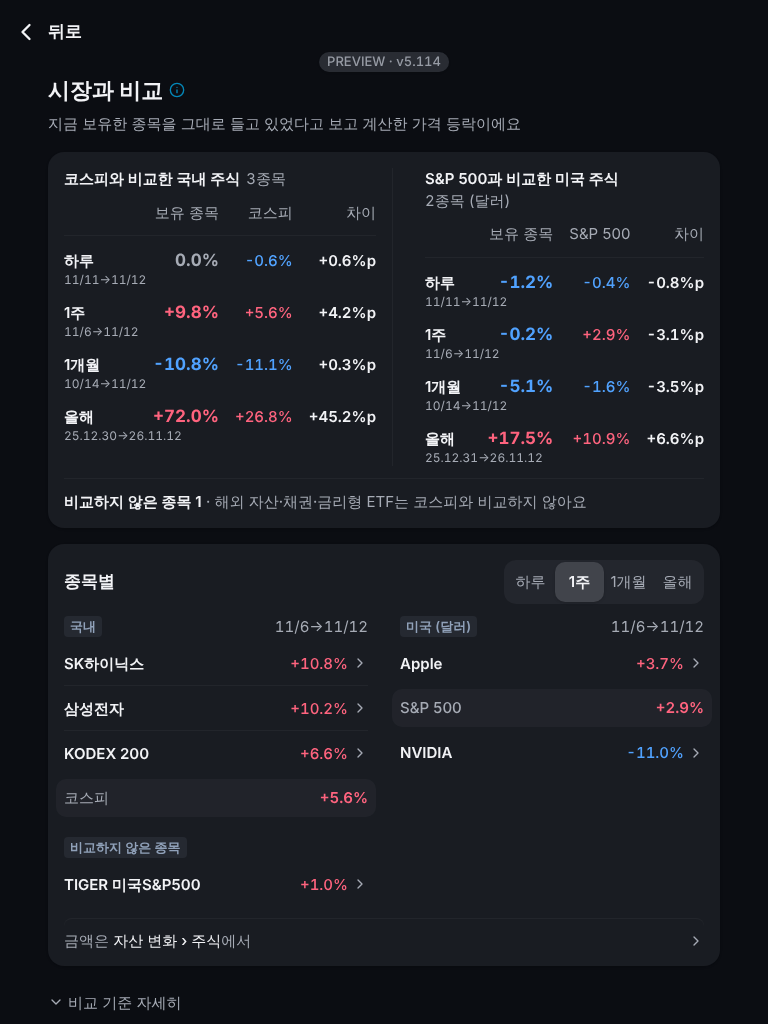 뒤로
PREVIEW · v5.114
시장과 비교
지금 보유한 종목을 그대로 들고 있었다고 보고 계산한 가격 등락이에요
코스피와 비교한 국내 주식 3종목
보유 종목 코스피 차이
하루 0.0% -0.6% +0.6%p
11/11→11/12
1주 +9.8% +5.6% +4.2%p
11/6→11/12
1개월 -10.8% -11.1% +0.3%p
10/14→11/12
올해 +72.0% +26.8% +45.2%p
25.12.30→26.11.12
S&P 500과 비교한 미국 주식
2종목 (달러)
보유 종목 S&P 500 차이
하루 -1.2% -0.4% -0.8%p
11/11→11/12
1주 -0.2% +2.9% -3.1%p
11/6→11/12
1개월 -5.1% -1.6% -3.5%p
10/14→11/12
올해 +17.5% +10.9% +6.6%p
25.12.31→26.11.12
비교하지 않은 종목 1 · 해외 자산·채권·금리형 ETF는 코스피와 비교하지 않아요
종목별
하루 1주 1개월 올해
국내 11/6→11/12
SK하이닉스 +10.8%
삼성전자 +10.2%
KODEX 200 +6.6%
코스피 +5.6%
비교하지 않은 종목
TIGER 미국S&P500 +1.0%
미국 (달러) 11/6→11/12
Apple +3.7%
S&P 500 +2.9%
NVIDIA -11.0%
금액은 자산 변화 › 주식에서
비교 기준 자세히